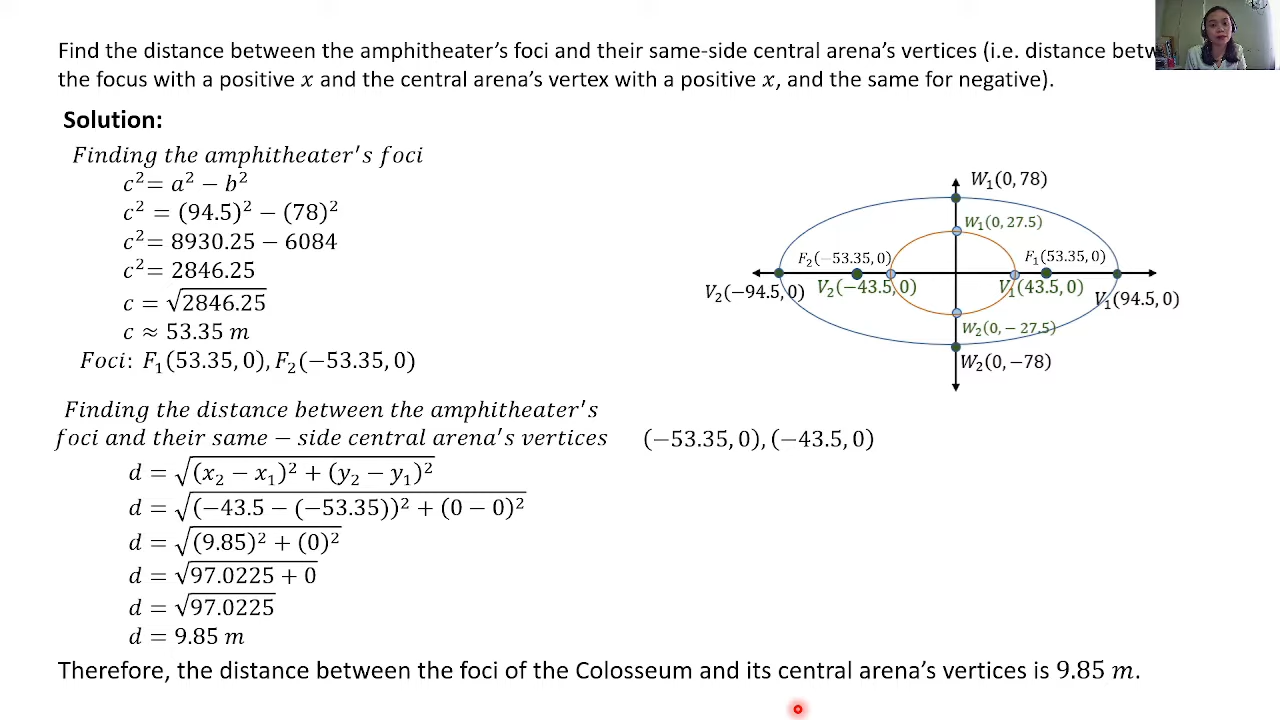 Find the distance between the amphitheater's foci and their same-side central arena's vertices (i.e. distance
the focus with a positive x and the central arena's vertex with a positive x, and the same for negative).
Solution:
Finding the amphitheater's foci
c² = a² − b²
c² = (94.5)² − (78)²
c² = 8930.25 − 6084
c² = 2846.25
c = √2846.25
c ≈ 53.35 m
Foci: F₁(53.35, 0), F₂(−53.35, 0)
W₁(0, 78)
W₁(0, 27.5)
F₂(−53.35, 0)
F₁(53.35, 0)
V₂(−94.5, 0)
V₂(−43.5, 0)
V₁(43.5, 0)
V₁(94.5, 0)
W₂(0, − 27.5)
W₂(0, −78)
Finding the distance between the amphitheater's
foci and their same − side central arena's vertices (−53.35, 0), (−43.5, 0)
d = √(x₂ − x₁)² + (y₂ − y₁)²
d = √(−43.5 − (−53.35))² + (0 − 0)²
d = √(9.85)² + (0)²
d = √97.0225 + 0
d = √97.0225
d = 9.85 m
Therefore, the distance between the foci of the Colosseum and its central arena's vertices is 9.85 m.